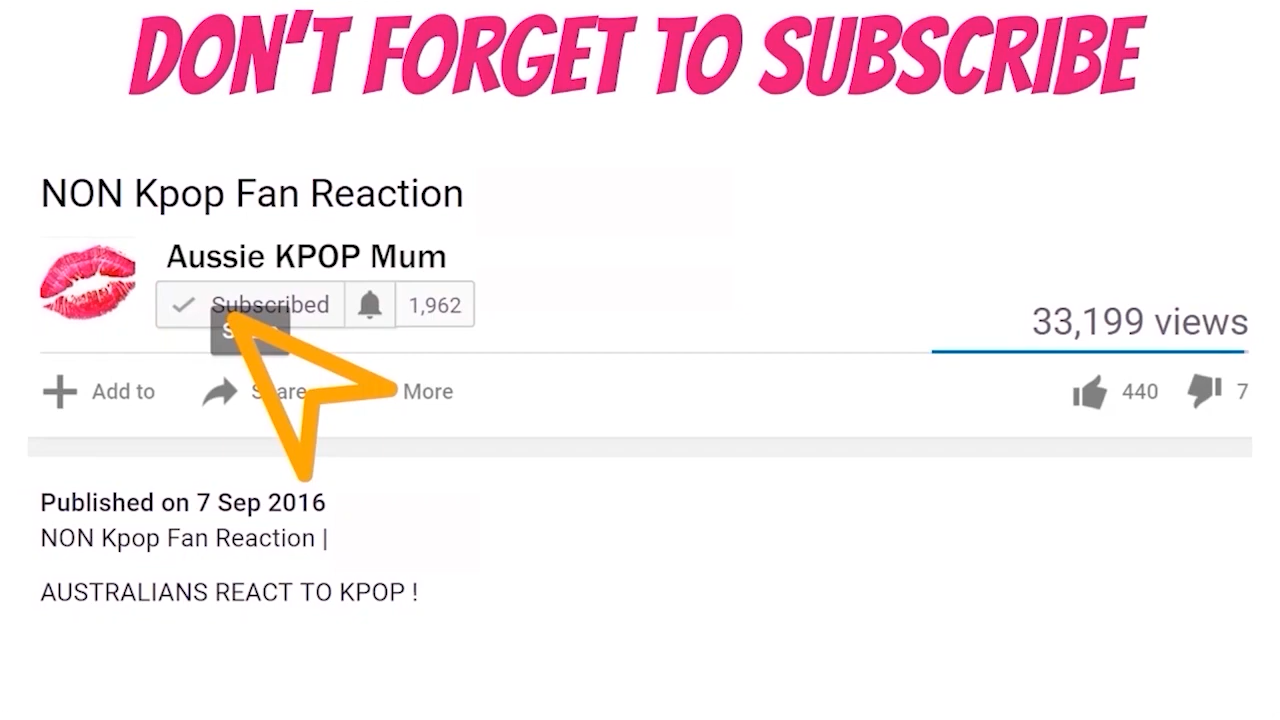 DON'T FORGET TO SUBSCRIBE
NON Kpop Fan Reaction
Aussie KPOP Mum
Subscribed 1,962
33,199 views
Add to Share More 440 7
Published on 7 Sep 2016
NON Kpop Fan Reaction |
AUSTRALIANS REACT TO KPOP !